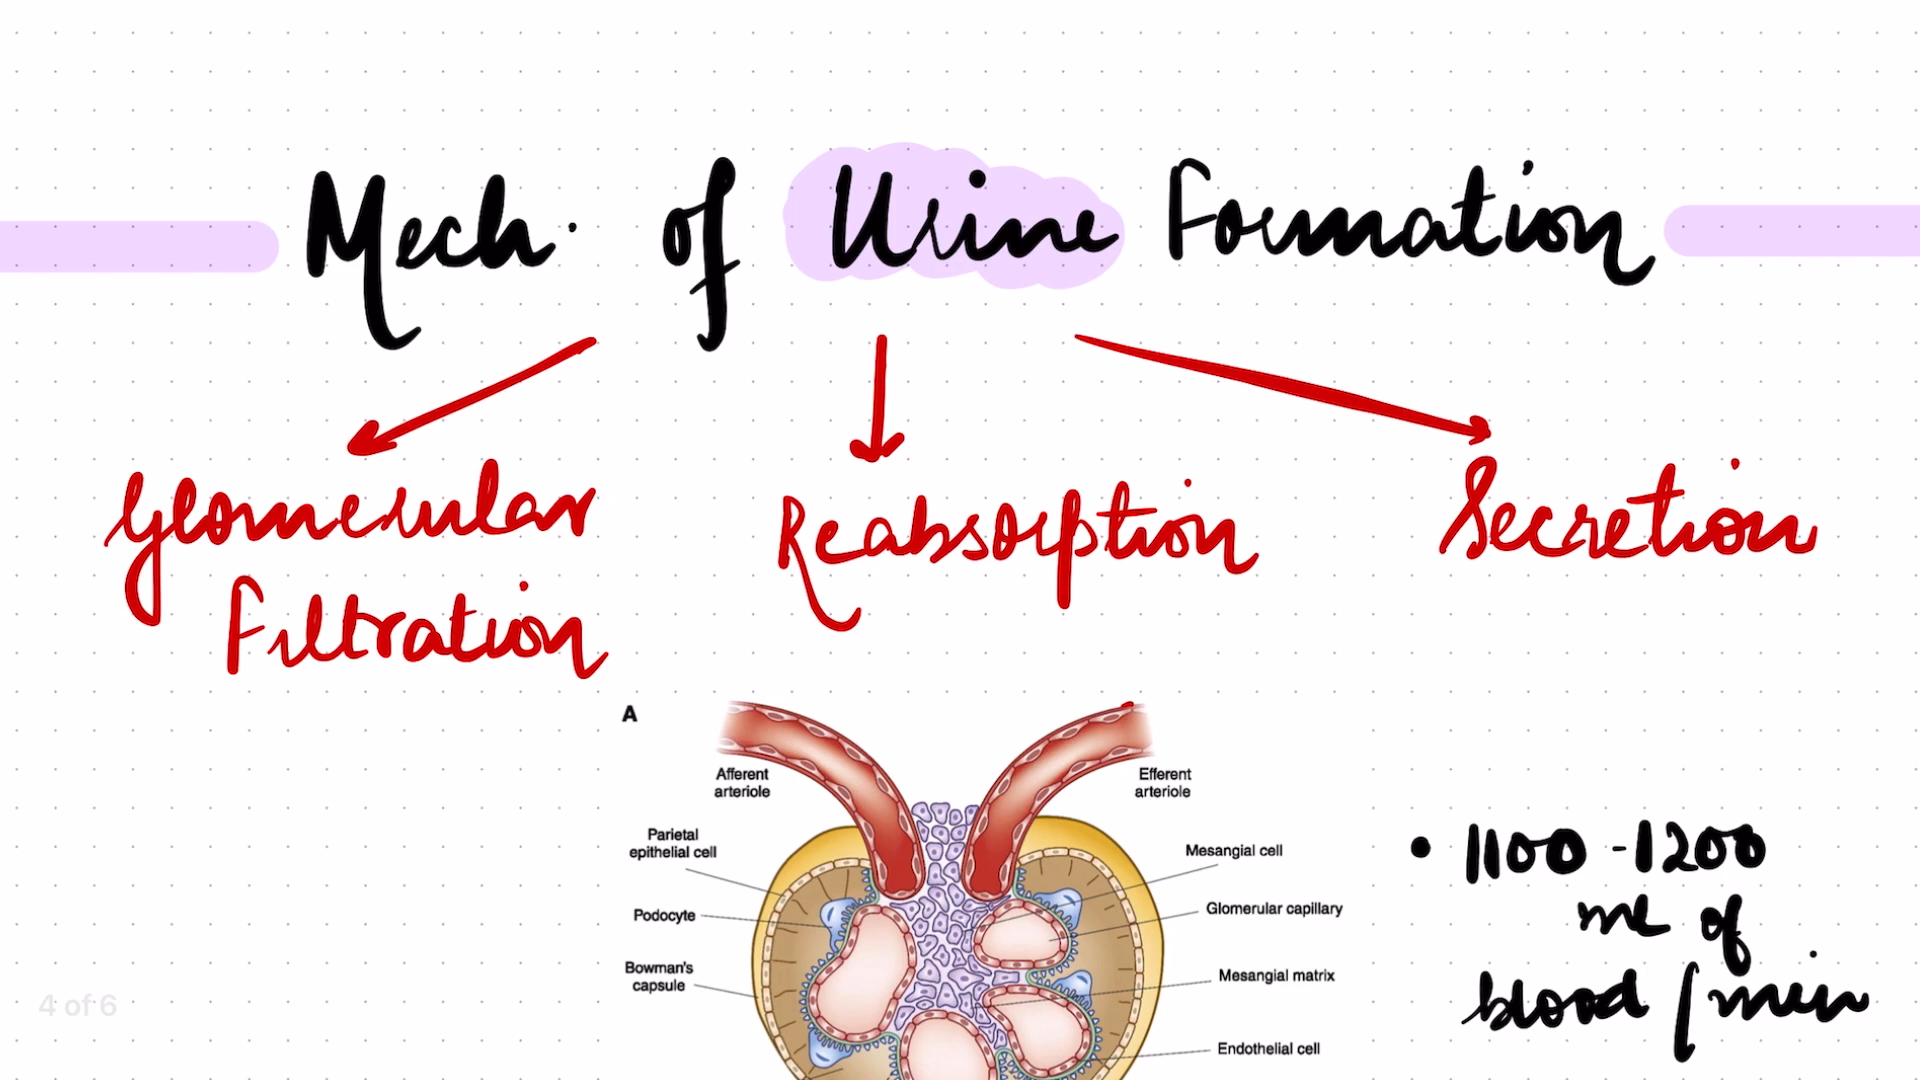 Mech. of Urine Formation
Glomerular Filtration
Reabsorption
Secretion
A
Afferent
arteriole
Efferent
arteriole
Parietal
epithelial cell
Podocyte
Bowman's
capsule
Mesangial cell
Glomerular capillary
Mesangial matrix
Endothelial cell
• 1100-1200
ml of
blood/min
4 of 6